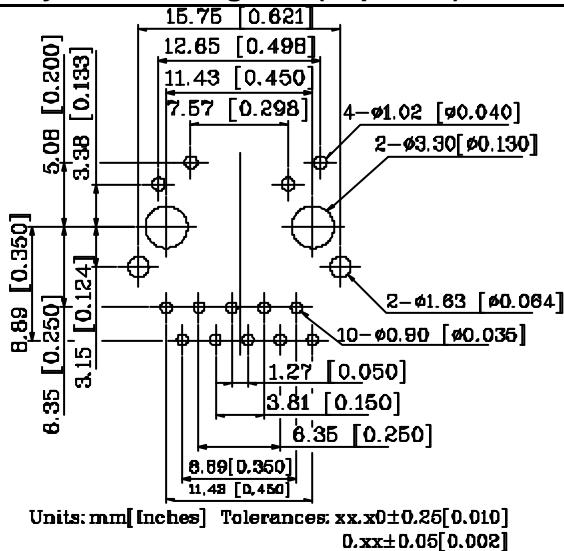 15.75 [0.621]
12.65 [0.498]
11.43 [0.450]
7.57 [0.298]
5.08 [0.200]
3.38 [0.133]
4-ø1.02 [ø0.040]
2-ø3.30[ø0.130]
8.89 [0.350]
6.35 [0.250]
3.15 [0.124]
2-ø1.63 [ø0.064]
10-ø0.90 [ø0.035]
1.27 [0.050]
3.81 [0.150]
6.35 [0.250]
8.89[0.350]
11.43 [0.450]
Units: mm[Inches] Tolerances: xx.x0±0.25[0.010]
0.xx±0.05[0.002]